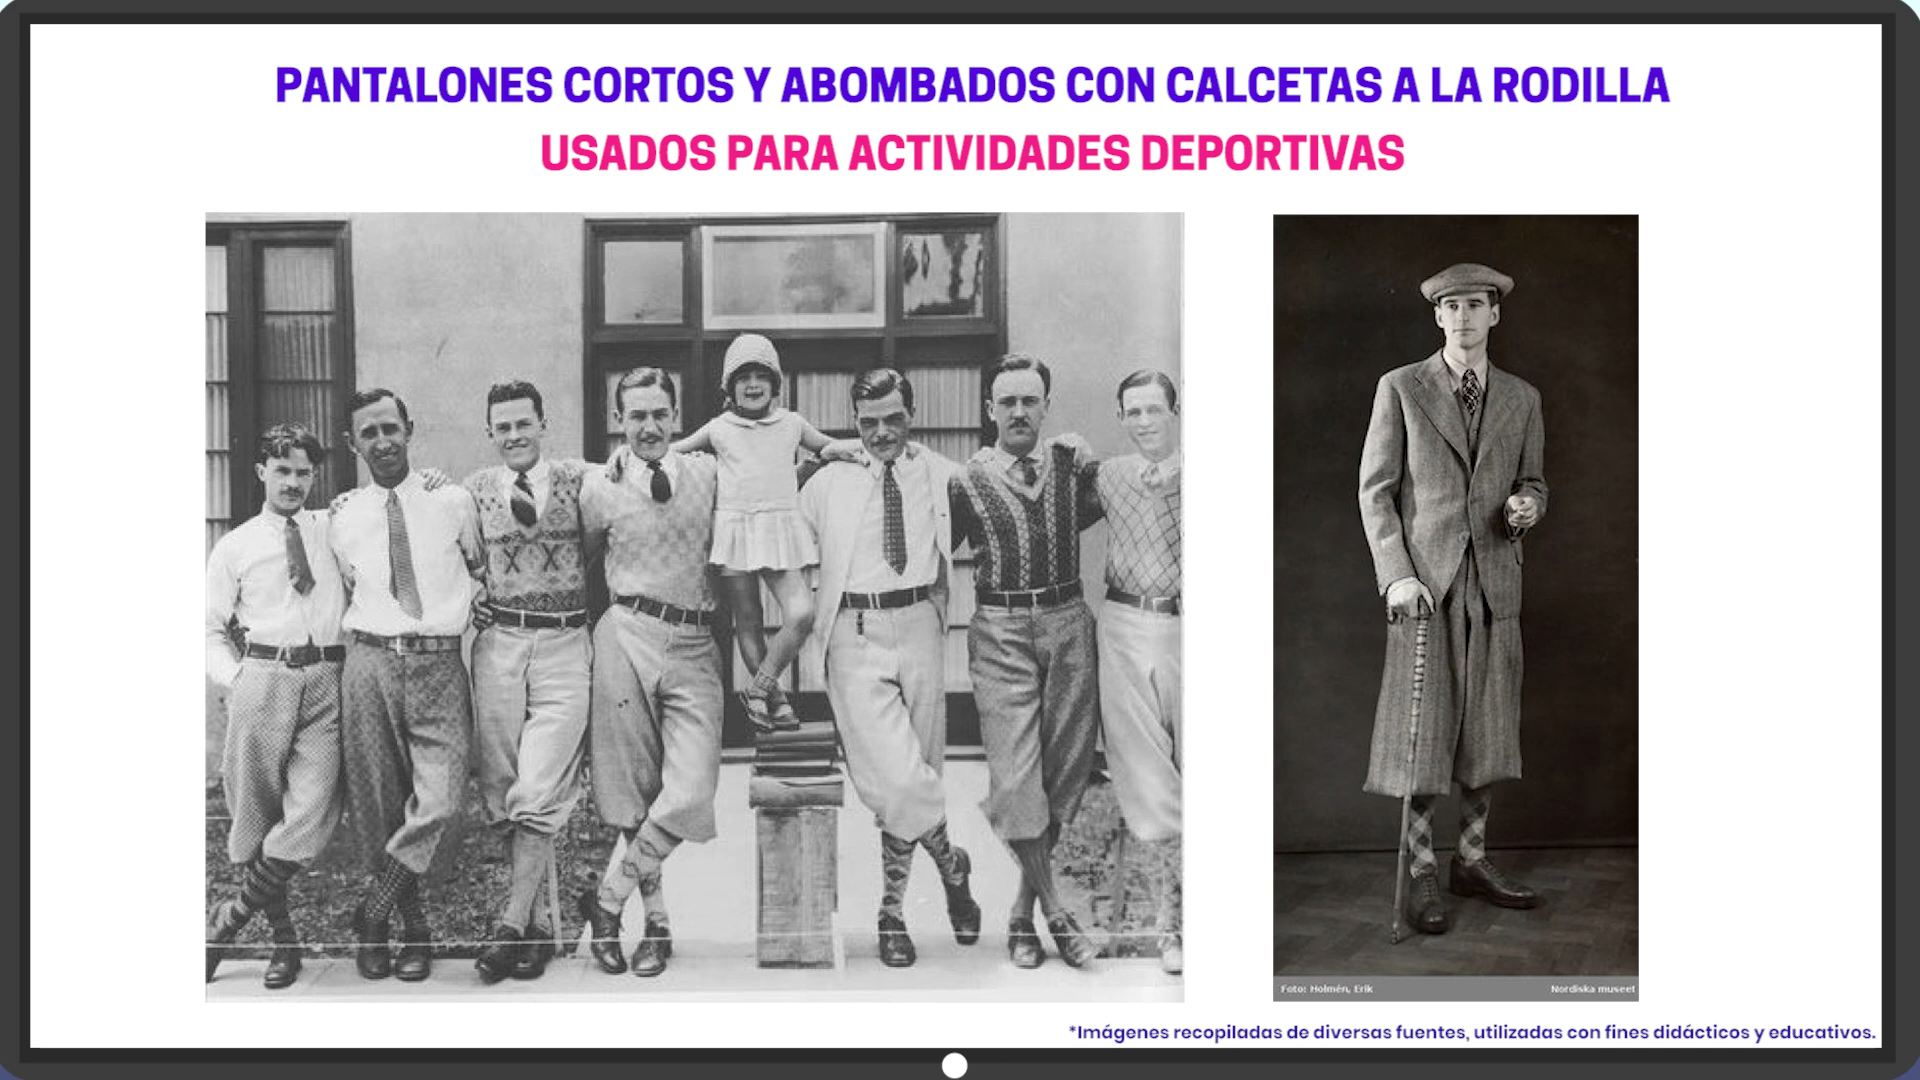 PANTALONES CORTOS Y ABOMBADOS CON CALCETAS A LA RODILLA
USADOS PARA ACTIVIDADES DEPORTIVAS
X X
Foto: Holmén, Erik
Nordiska museet
*Imágenes recopiladas de diversas fuentes, utilizadas con fines didácticos y educativos.